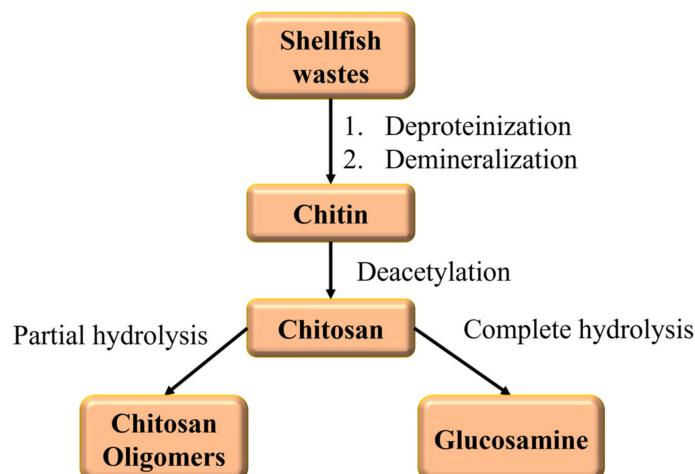 Shellfish
wastes
1. Deproteinization
2. Demineralization
Chitin
Deacetylation
Partial hydrolysis
Chitosan
Complete hydrolysis
Chitosan
Oligomers
Glucosamine